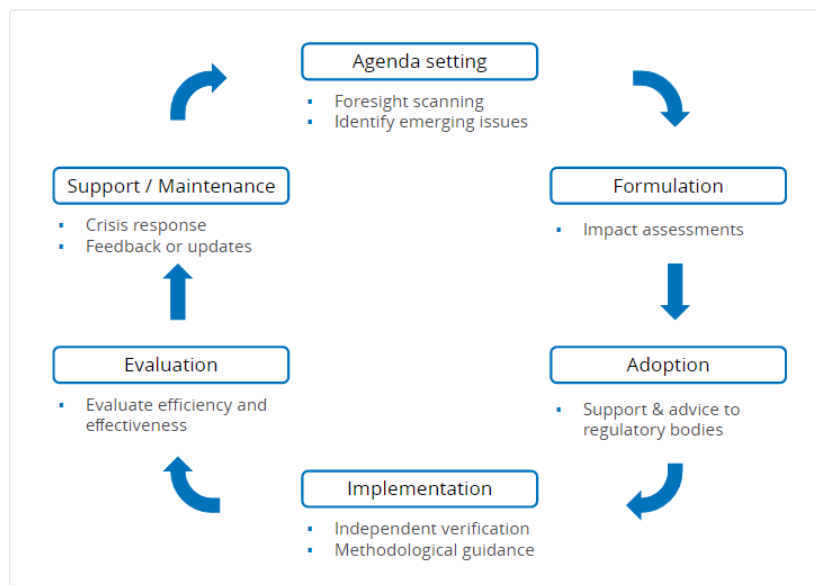 Agenda setting
▪ Foresight scanning
▪ Identify emerging issues
Formulation
▪ Impact assessments
Adoption
▪ Support & advice to
regulatory bodies
Implementation
▪ Independent verification
▪ Methodological guidance
Evaluation
▪ Evaluate efficiency and
effectiveness
Support / Maintenance
▪ Crisis response
▪ Feedback or updates